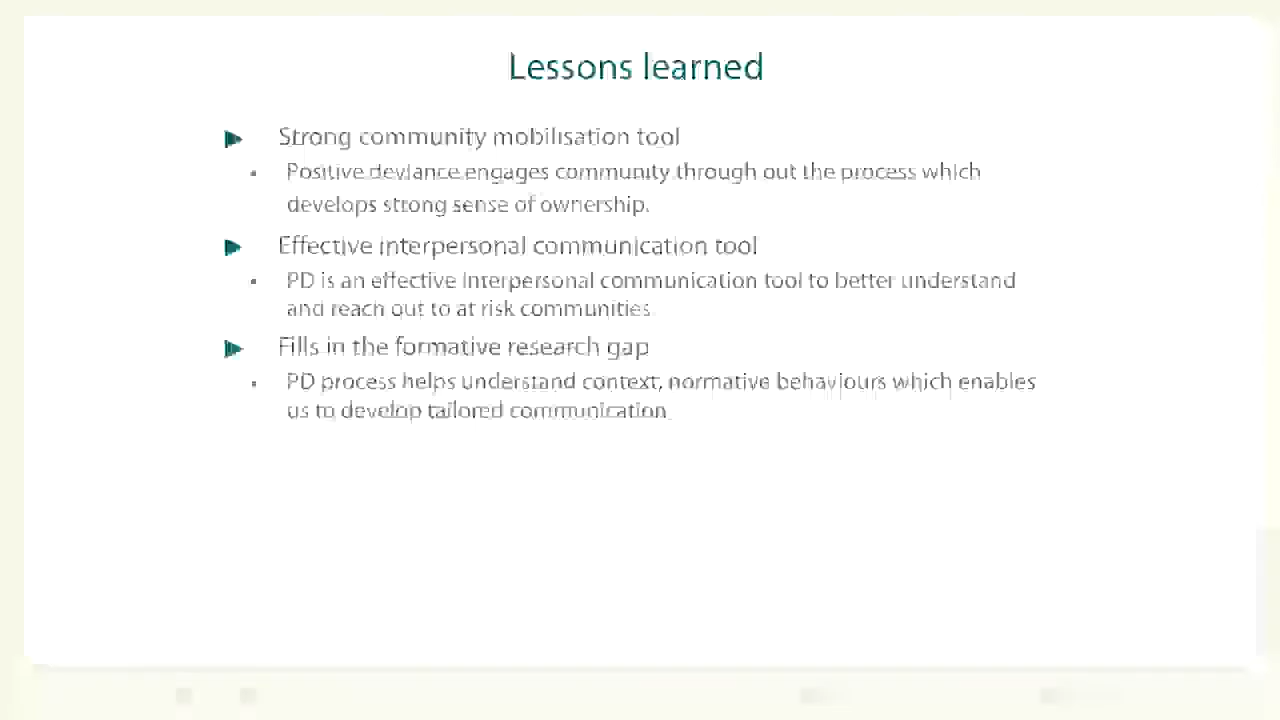 Lessons learned
Strong community mobilisation tool
Positive deviance engages community through out the process which
develops strong sense of ownership.
Effective interpersonal communication tool
PD is an effective interpersonal communication tool to better understand
and reach out to at risk communities
Fills in the formative research gap
PD process helps understand context, normative behaviours which enables
us to develop tailored communication.